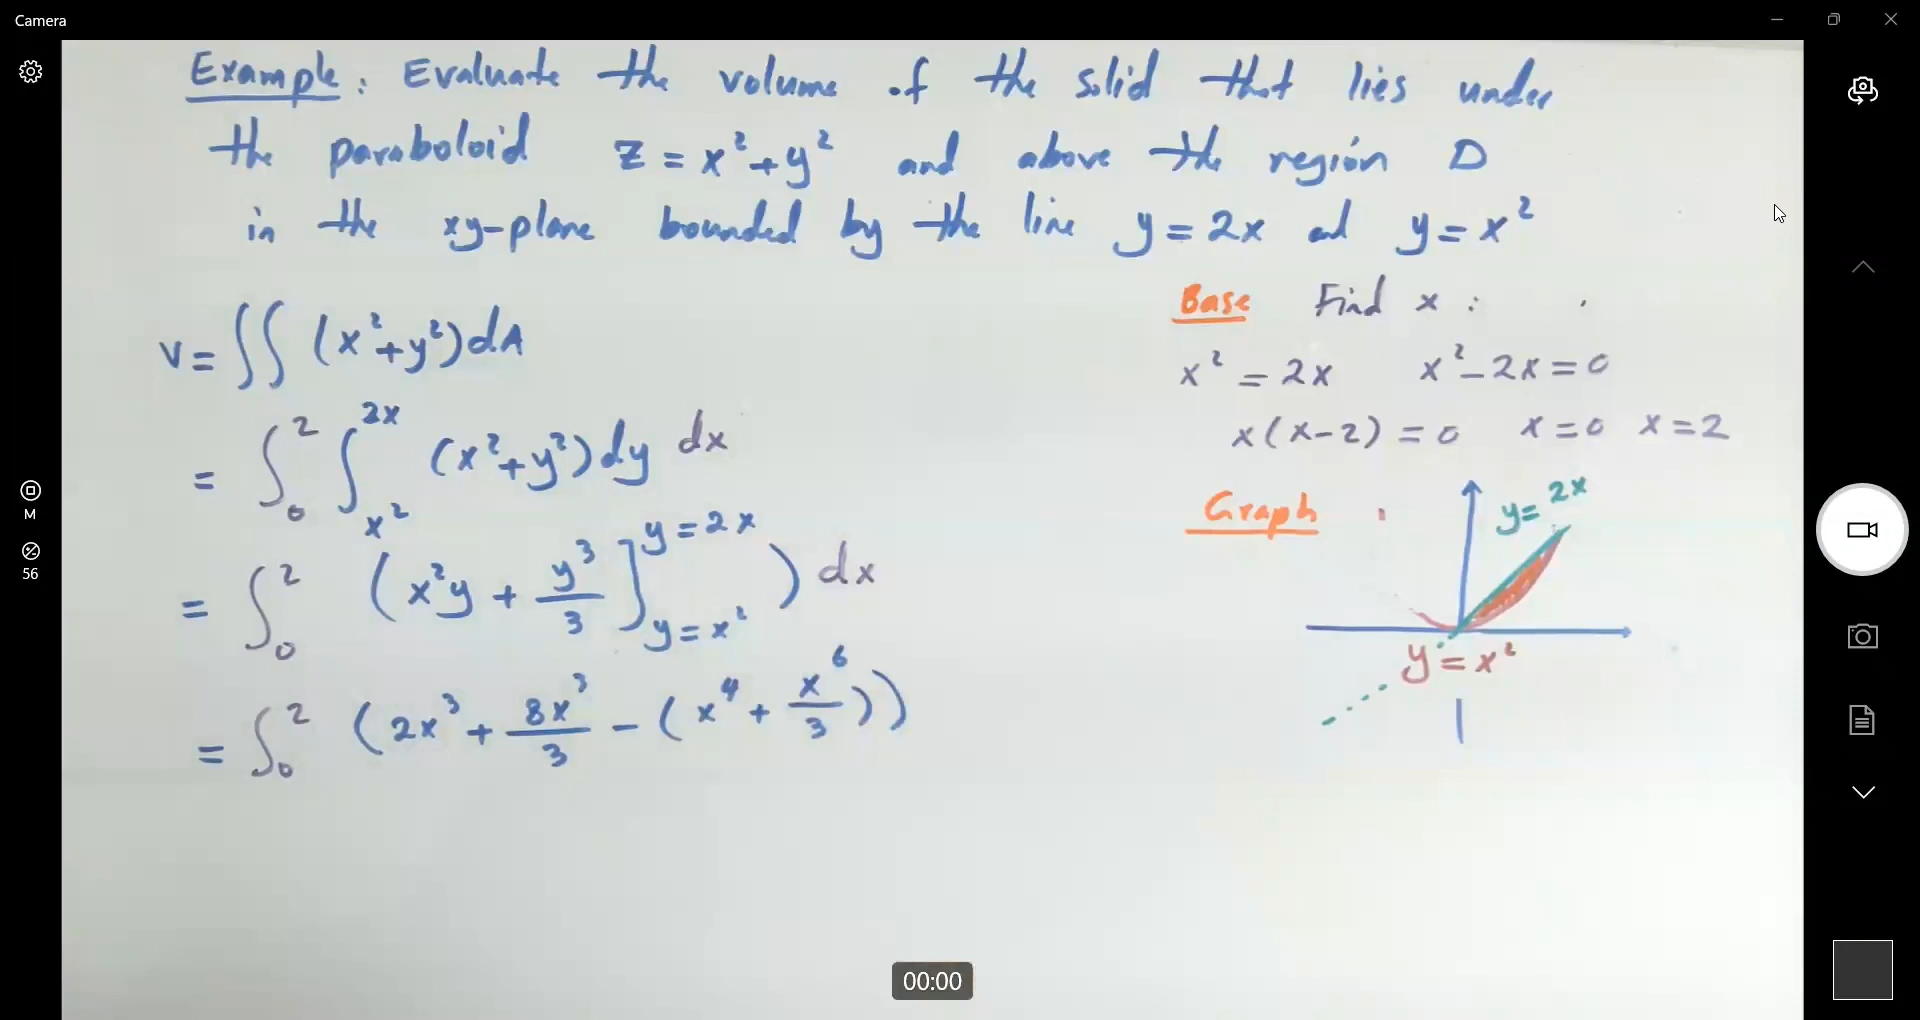 Camera
Example: Evaluate the volume of the solid that lies under
the paraboloid z = x² + y² and above the region D
in the xy-plane bounded by the line y = 2x and y = x²
Base Find x :
x² = 2x x² - 2x = 0
x(x-2) = 0 x = 0 x = 2
Graph :
y = 2x
y = x²
V = ∬ (x² + y²) dA
= ∫₀² ∫_{x²}^{2x} (x² + y²) dy dx
= ∫₀² (x²y + y³/3 ]_{y=x²}^{y=2x} ) dx
= ∫₀² (2x³ + 8x³/3 - (x⁴ + x⁶/3))
M
56
00:00